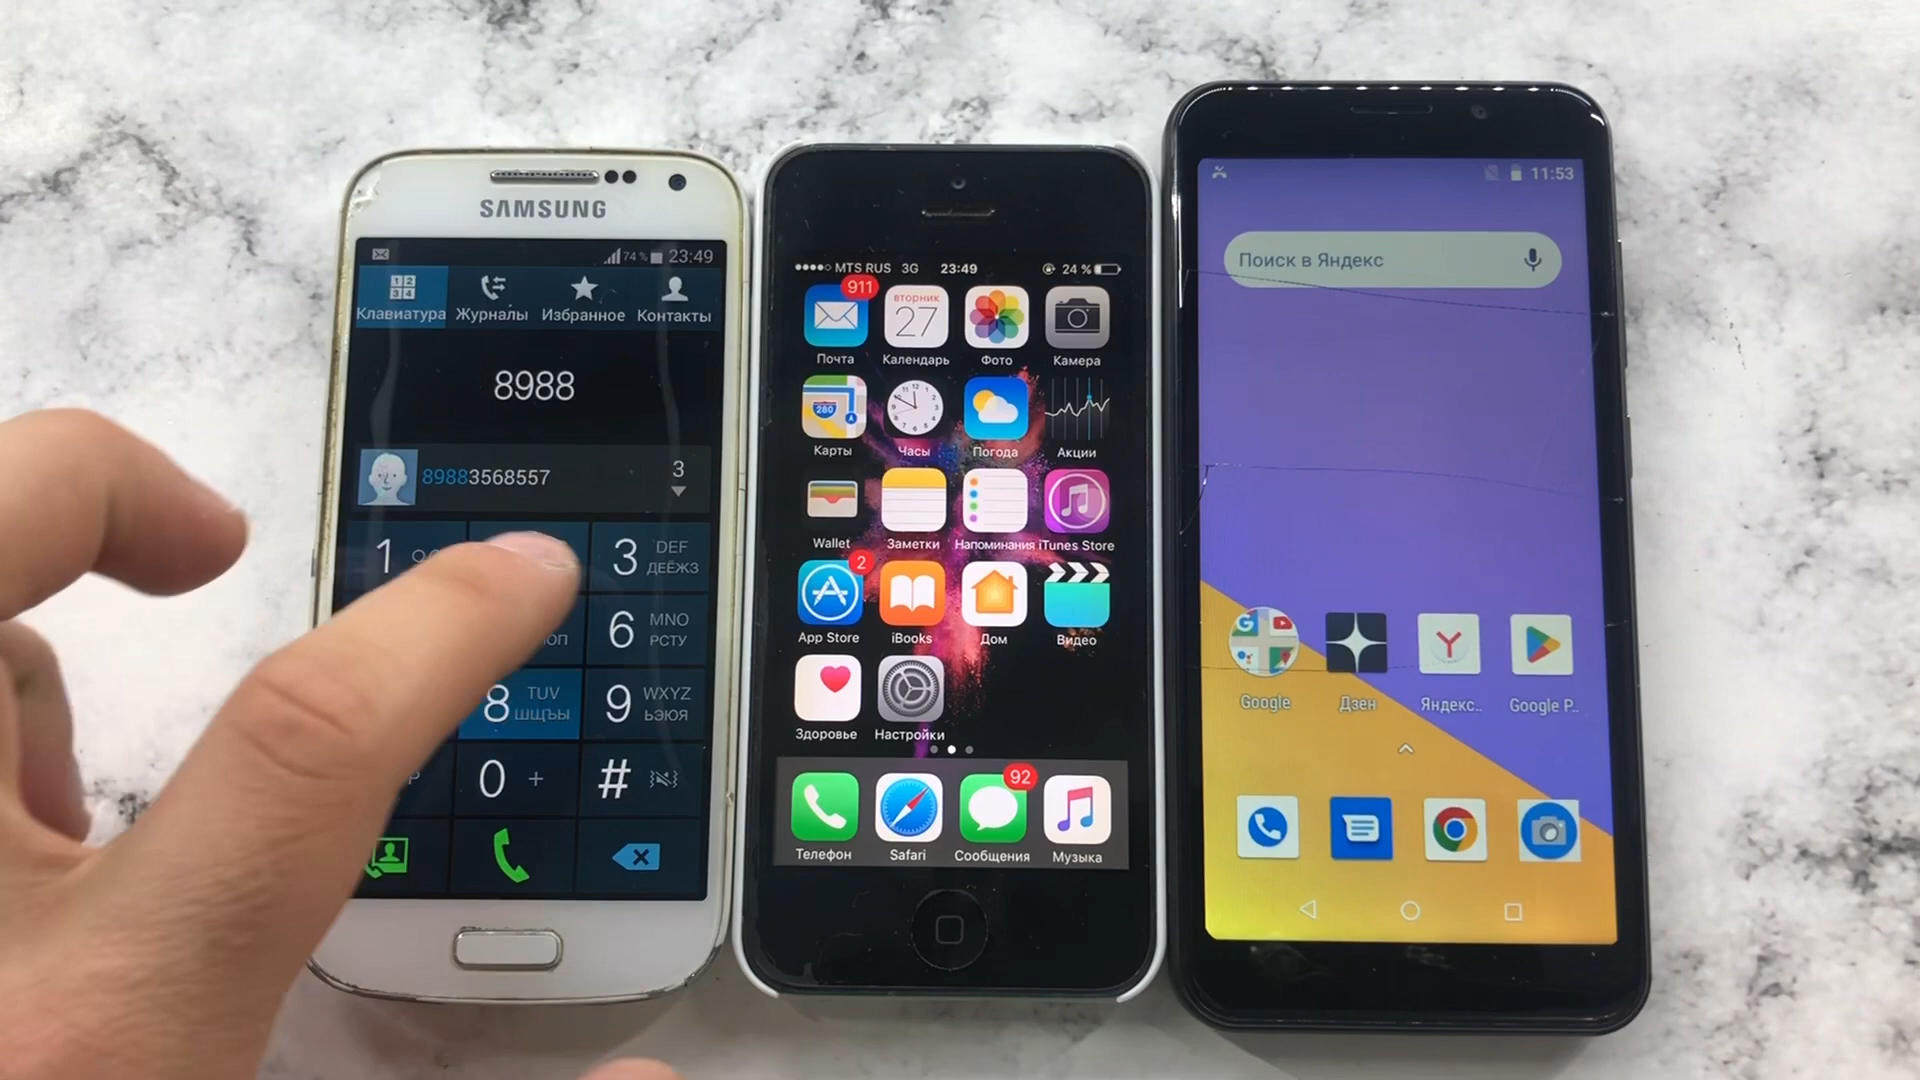 SAMSUNG
74% 23:49
Клавиатура Журналы Избранное Контакты
8988
89883568557 3
1
3 DEF
ДЕЁЖЗ
6 MNO
РСТУ
8 TUV
ШЩЪЫ
9 WXYZ
ЬЭЮЯ
0 +
#
MTS RUS 3G 23:49 24 %
911
вторник
27
Почта Календарь Фото Камера
280
Карты Часы Погода Акции
Wallet Заметки Напоминания iTunes Store
2
App Store iBooks Дом Видео
Здоровье Настройки
92
Телефон Safari Сообщения Музыка
11:53
Поиск в Яндекс
G
Y
Google Дзен Яндекс.. Google P..